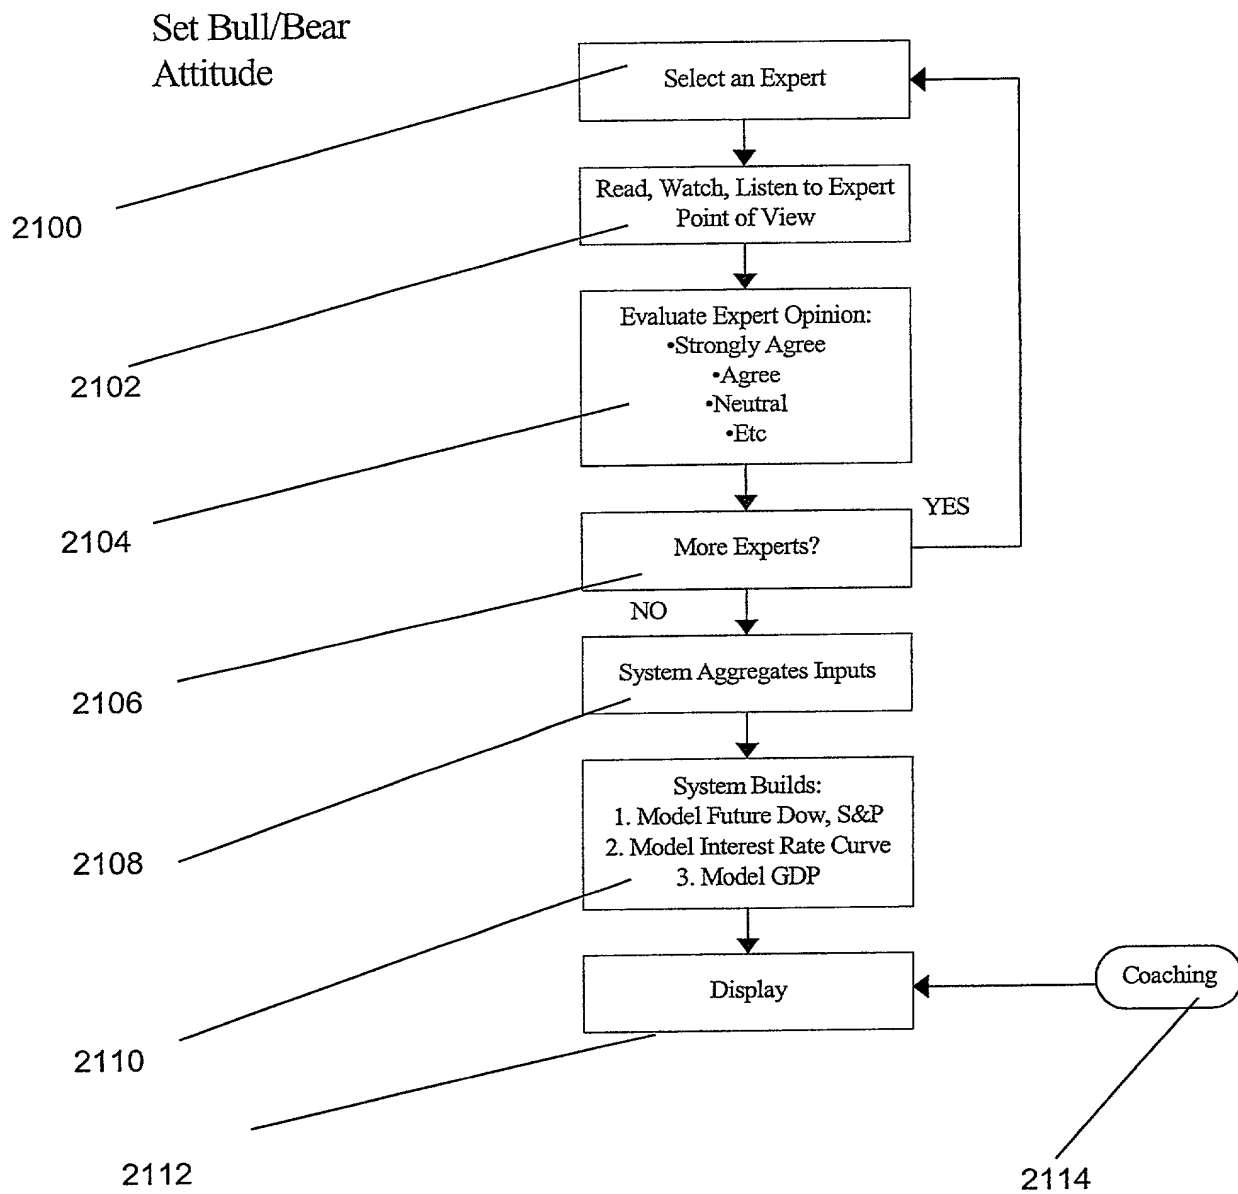 Set Bull/Bear
Attitude
Select an Expert
2100
Read, Watch, Listen to Expert
Point of View
2102
Evaluate Expert Opinion:
•Strongly Agree
•Agree
•Neutral
•Etc
2104
More Experts?
YES
NO
2106
System Aggregates Inputs
2108
System Builds:
1. Model Future Dow, S&P
2. Model Interest Rate Curve
3. Model GDP
2110
Display
Coaching
2112
2114